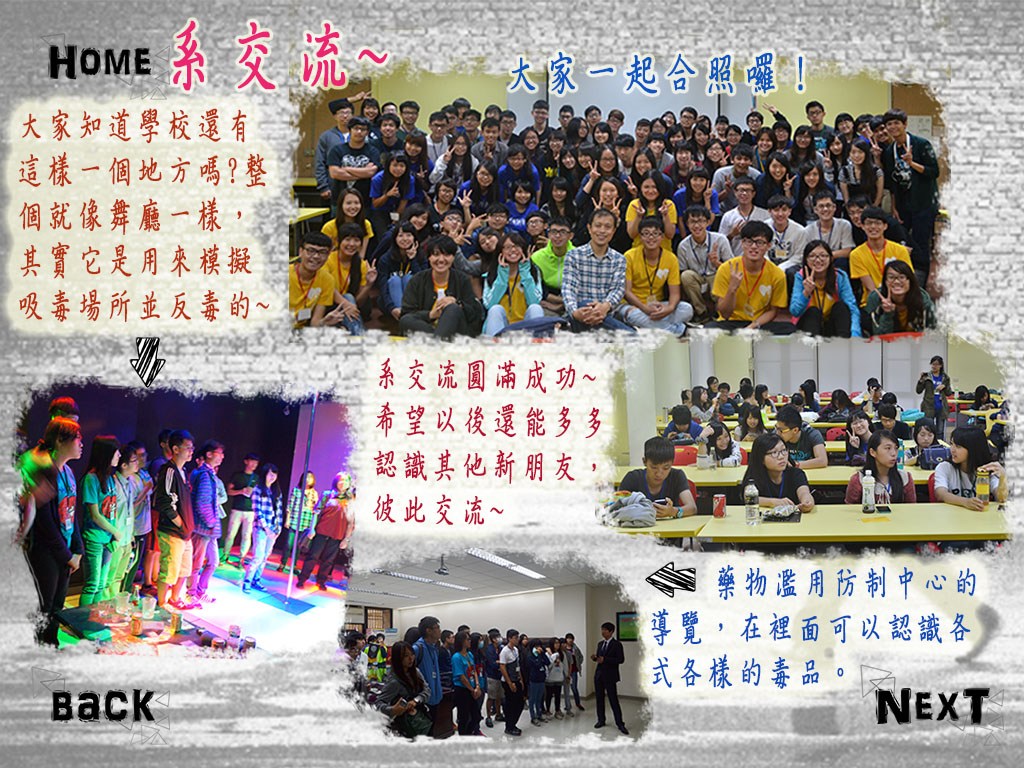 HOME
系交流~
大家一起合照囉！
大家知道學校還有
這樣一個地方嗎?整
個就像舞廳一樣，
其實它是用來模擬
吸毒場所並反毒的~
系交流圓滿成功~
希望以後還能多多
認識其他新朋友，
彼此交流~
藥物濫用防制中心的
導覽，在裡面可以認識各
式各樣的毒品。
BACK
NEXT